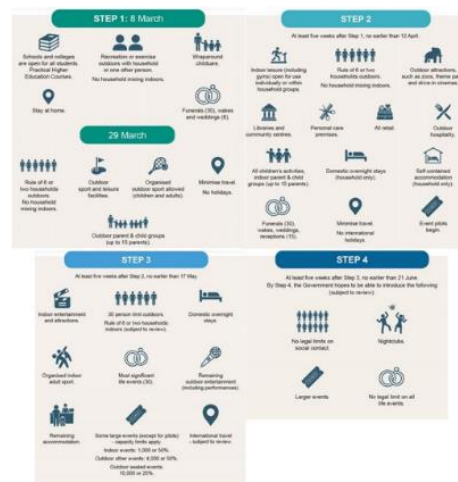 STEP 1: 8 March
Schools and colleges
are open for all students.
Practical Higher
Education Courses.
Recreation or exercise
outdoors with household
or one other person.
No household mixing indoors.
Wraparound
childcare.
Stay at home.
Funerals (30), wakes
and weddings (6).
29 March
Rule of 6 or
two households
outdoors.
No household
mixing indoors.
Outdoor
sport and leisure
facilities.
Organised
outdoor sport allowed
(children and adults).
Minimise travel.
No holidays.
Outdoor parent & child groups
(up to 15 parents).
STEP 2
At least five weeks after Step 1, no earlier than 12 April.
Indoor leisure (including
gyms) open for use
individually or within
household groups.
Rule of 6 or two
households outdoors.
No household
mixing indoors.
Outdoor attractions,
such as zoos, theme pa
and drive in cinemas
Libraries and
community centres.
Personal care
premises.
All retail.
Outdoor
hospitality.
All children's activities,
indoor parent & child
groups (up to 15 parents).
Domestic overnight
stays
(household only).
Self contained
accommodation
(household only).
Funerals (30),
wakes, weddings,
receptions (15).
Minimise travel.
No international
holidays.
Event pilots
begin.
STEP 3
At least five weeks after Step 2, no earlier than 17 May.
Indoor entertainment
and attractions.
30 person limit outdoors.
Rule of 6 or two households
indoors (subject to review).
Domestic overnight
stays.
Organised indoor
adult sport.
Most significant
life events (30).
Remaining
outdoor entertainment
(including performances).
Remaining
accommodation.
Some large events (except for pilots)
- capacity limits apply.
Indoor events: 1,000 or 50%.
Outdoor other events: 4,000 or 50%.
Outdoor seated events:
10,000 or 25%.
International travel
- subject to review.
STEP 4
At least five weeks after Step 3, no earlier than 21 June.
By Step 4, the Government hopes to be able to introduce the following
(subject to review):
No legal limits on
social contact.
Nightclubs.
Larger events.
No legal limit on all
life events.